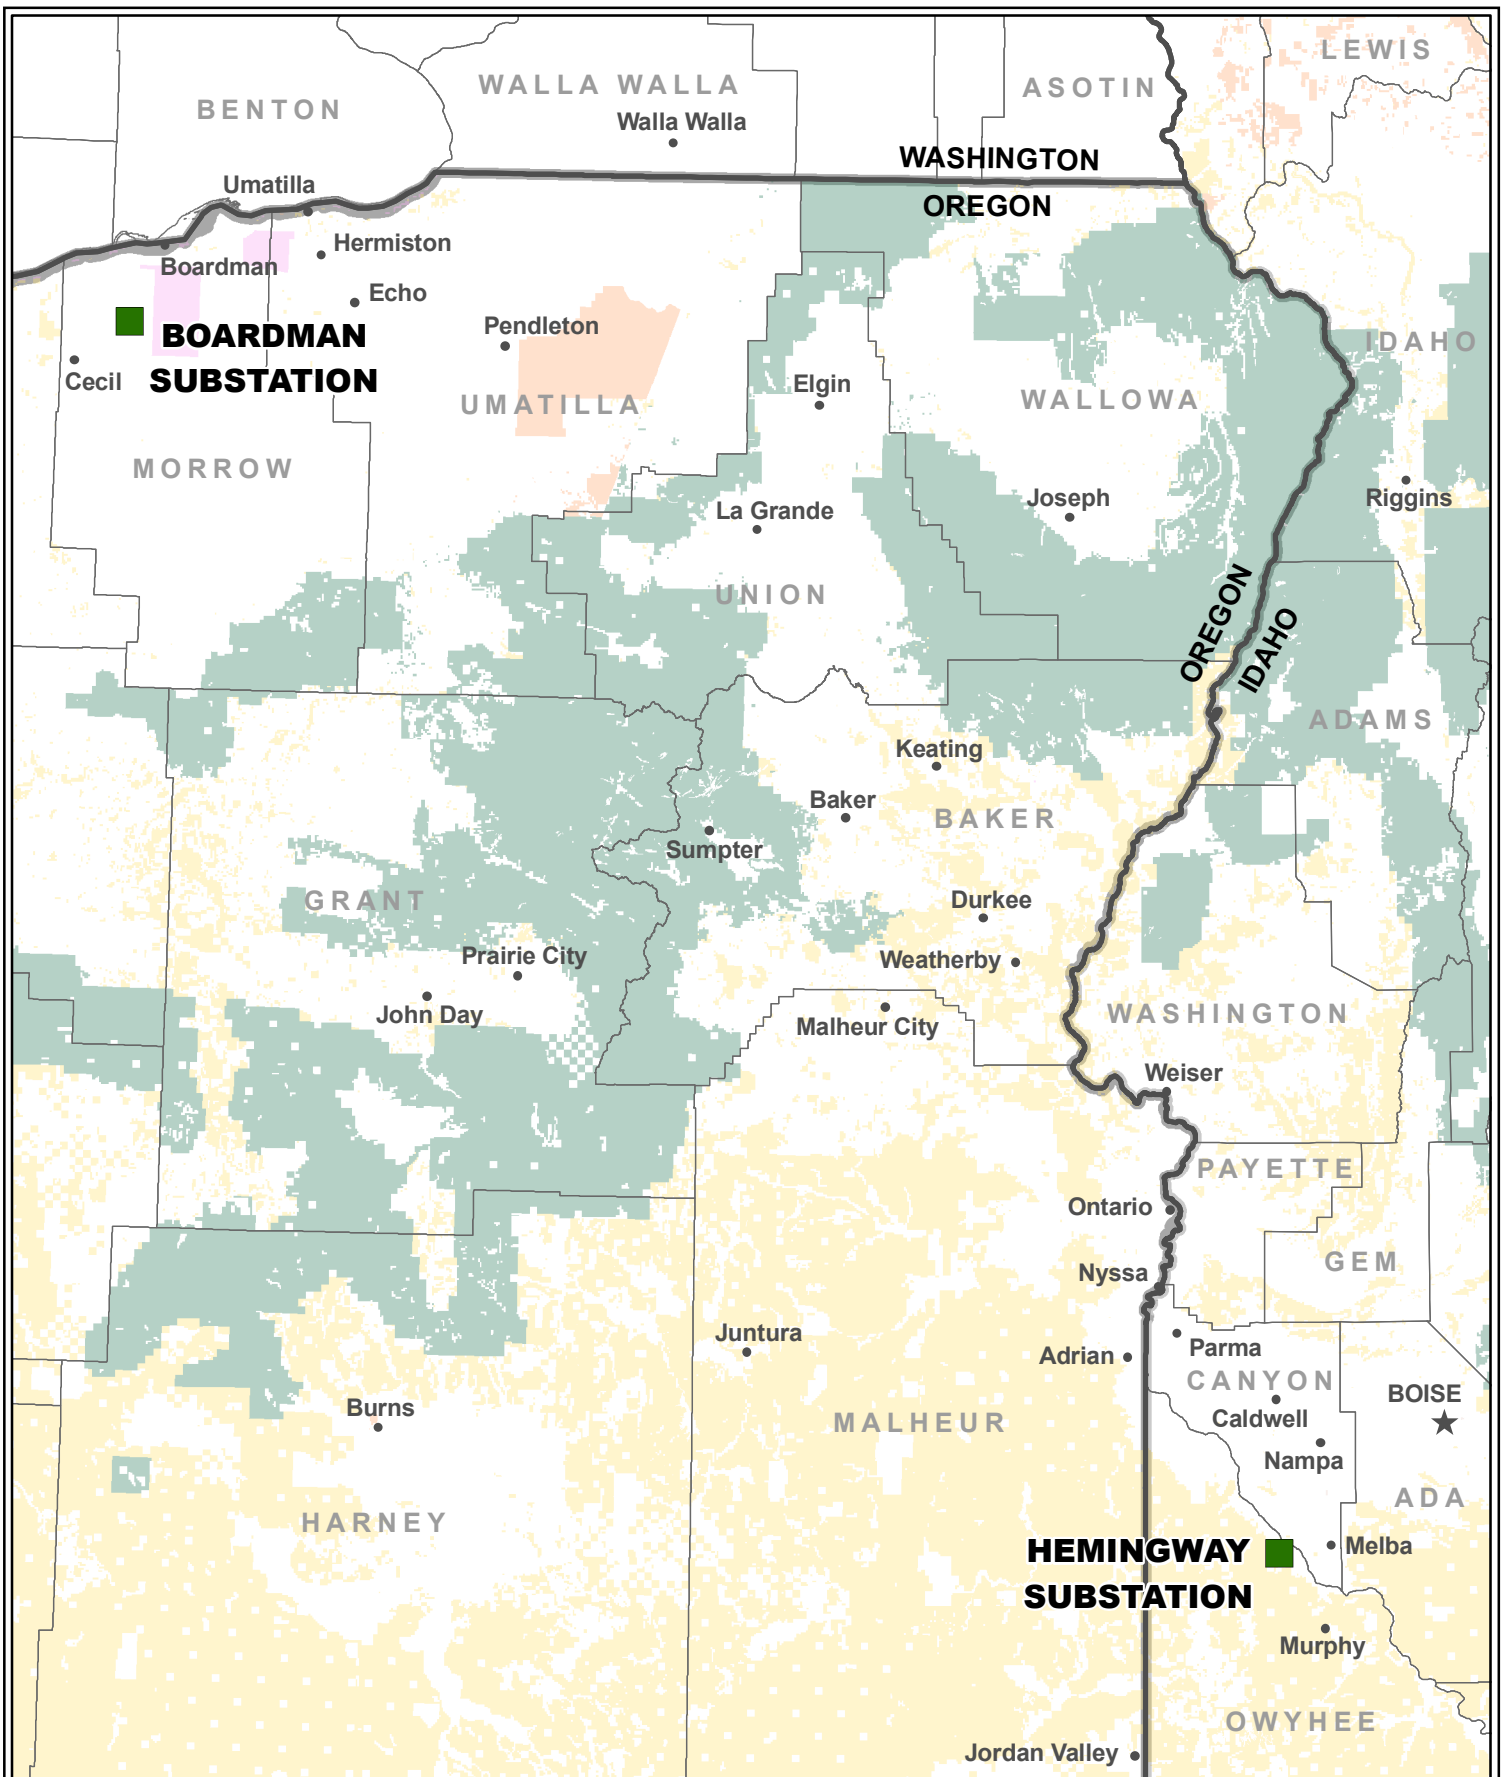 LEWIS
WALLA WALLA
ASOTIN
BENTON
Walla Walla
WASHINGTON
Umatilla
OREGON
Hermiston
Boardman
Echo
Pendleton
BOARDMAN
SUBSTATION
IDAHO
Cecil
Elgin
UMATILLA
WALLOWA
MORROW
Joseph
Riggins
La Grande
UNION
OREGON
IDAHO
ADAMS
Keating
Baker
BAKER
Sumpter
GRANT
Durkee
Prairie City
Weatherby
John Day
Malheur City
WASHINGTON
Weiser
PAYETTE
Ontario
GEM
Nyssa
Juntura
Adrian
Parma
CANYON
BOISE
Burns
MALHEUR
Caldwell
Nampa
ADA
HARNEY
HEMINGWAY
SUBSTATION
Melba
Murphy
OWYHEE
Jordan Valley